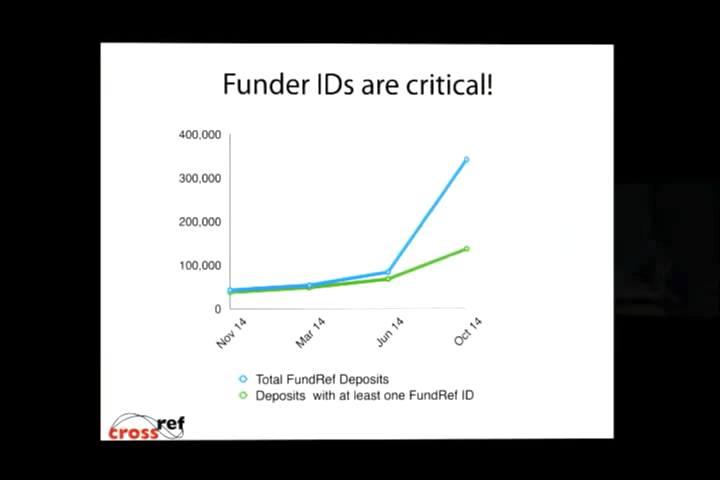 Funder IDs are critical!
400,000
300,000
200,000
100,000
0
Nov 14
Mar 14
Jun 14
Oct 14
Total FundRef Deposits
Deposits with at least one FundRef ID
crossref